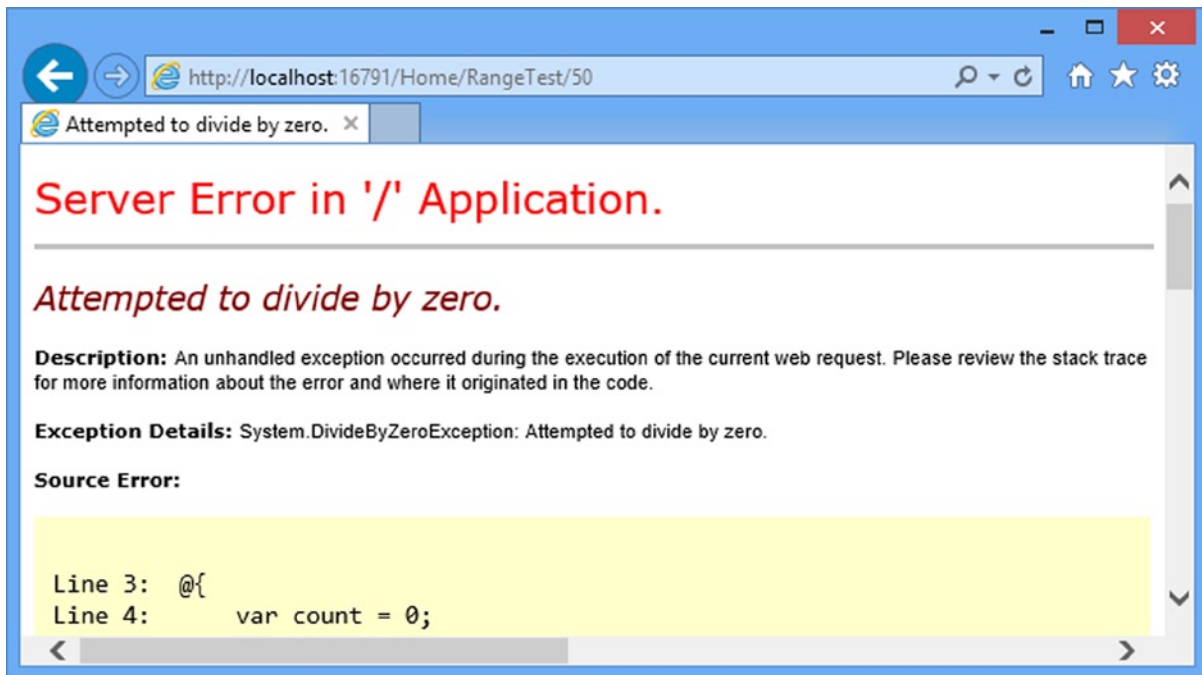 http://localhost:16791/Home/RangeTest/50
Attempted to divide by zero.
Server Error in '/' Application.
Attempted to divide by zero.
Description: An unhandled exception occurred during the execution of the current web request. Please review the stack trace
for more information about the error and where it originated in the code.
Exception Details: System.DivideByZeroException: Attempted to divide by zero.
Source Error:
Line 3:  @{
Line 4:      var count = 0;